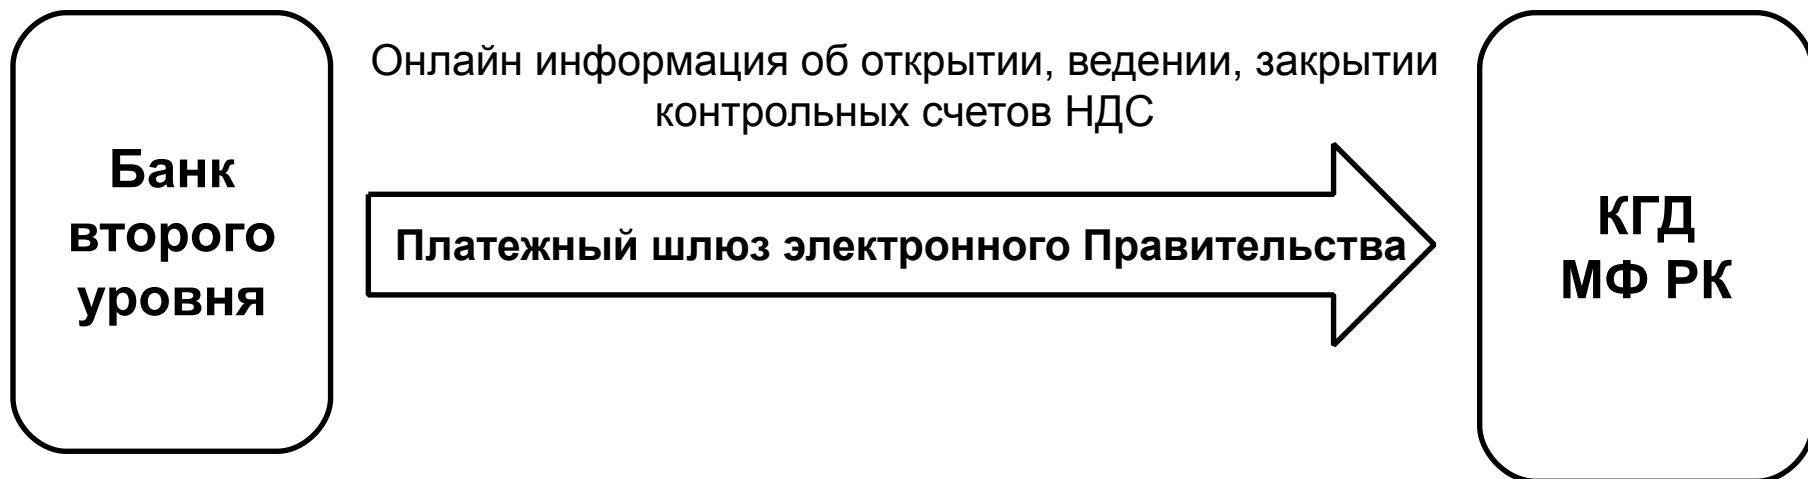 Банк
второго
уровня
Онлайн информация об открытии, ведении, закрытии
контрольных счетов НДС
Платежный шлюз электронного Правительства
КГД
МФ РК